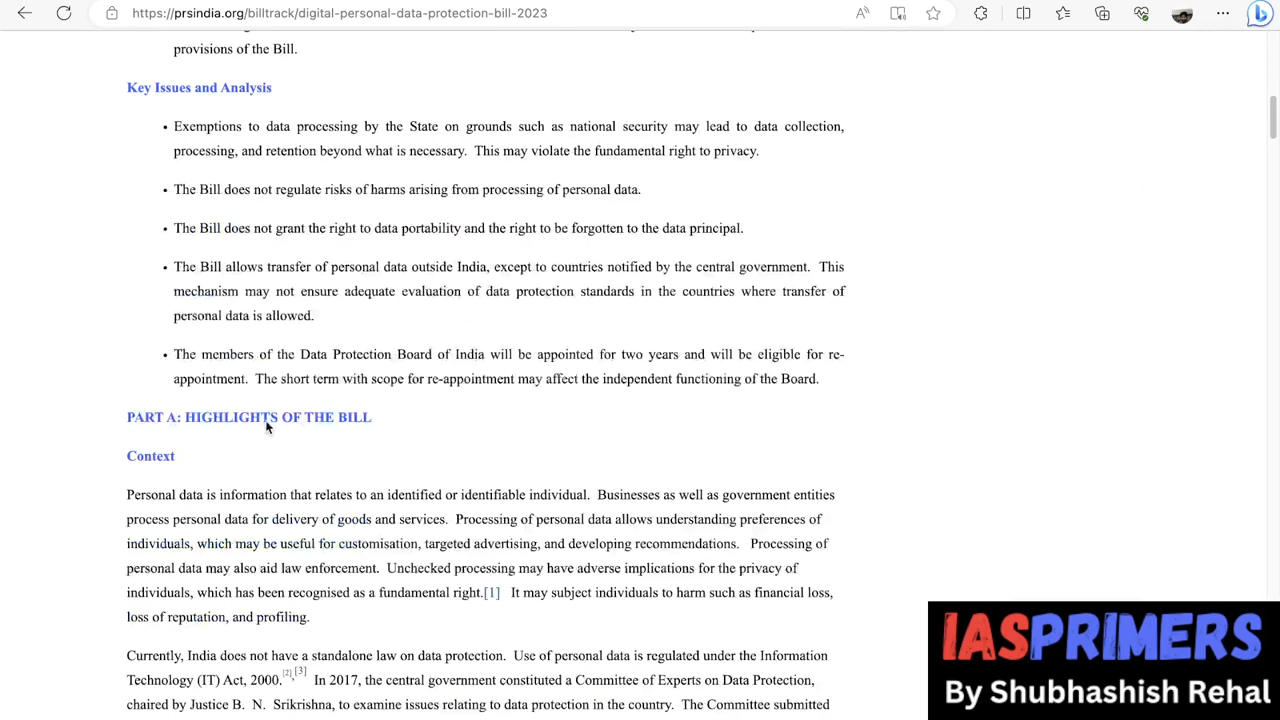 https://prsindia.org/billtrack/digital-personal-data-protection-bill-2023
provisions of the Bill.
Key Issues and Analysis
• Exemptions to data processing by the State on grounds such as national security may lead to data collection,
processing, and retention beyond what is necessary. This may violate the fundamental right to privacy.
• The Bill does not regulate risks of harms arising from processing of personal data.
• The Bill does not grant the right to data portability and the right to be forgotten to the data principal.
• The Bill allows transfer of personal data outside India, except to countries notified by the central government. This
mechanism may not ensure adequate evaluation of data protection standards in the countries where transfer of
personal data is allowed.
• The members of the Data Protection Board of India will be appointed for two years and will be eligible for re-
appointment. The short term with scope for re-appointment may affect the independent functioning of the Board.
PART A: HIGHLIGHTS OF THE BILL
Context
Personal data is information that relates to an identified or identifiable individual. Businesses as well as government entities
process personal data for delivery of goods and services. Processing of personal data allows understanding preferences of
individuals, which may be useful for customisation, targeted advertising, and developing recommendations. Processing of
personal data may also aid law enforcement. Unchecked processing may have adverse implications for the privacy of
individuals, which has been recognised as a fundamental right.[1] It may subject individuals to harm such as financial loss,
loss of reputation, and profiling.
Currently, India does not have a standalone law on data protection. Use of personal data is regulated under the Information
Technology (IT) Act, 2000.[2],[3] In 2017, the central government constituted a Committee of Experts on Data Protection,
chaired by Justice B. N. Srikrishna, to examine issues relating to data protection in the country. The Committee submitted
IASPRIMERS
By Shubhashish Rehal